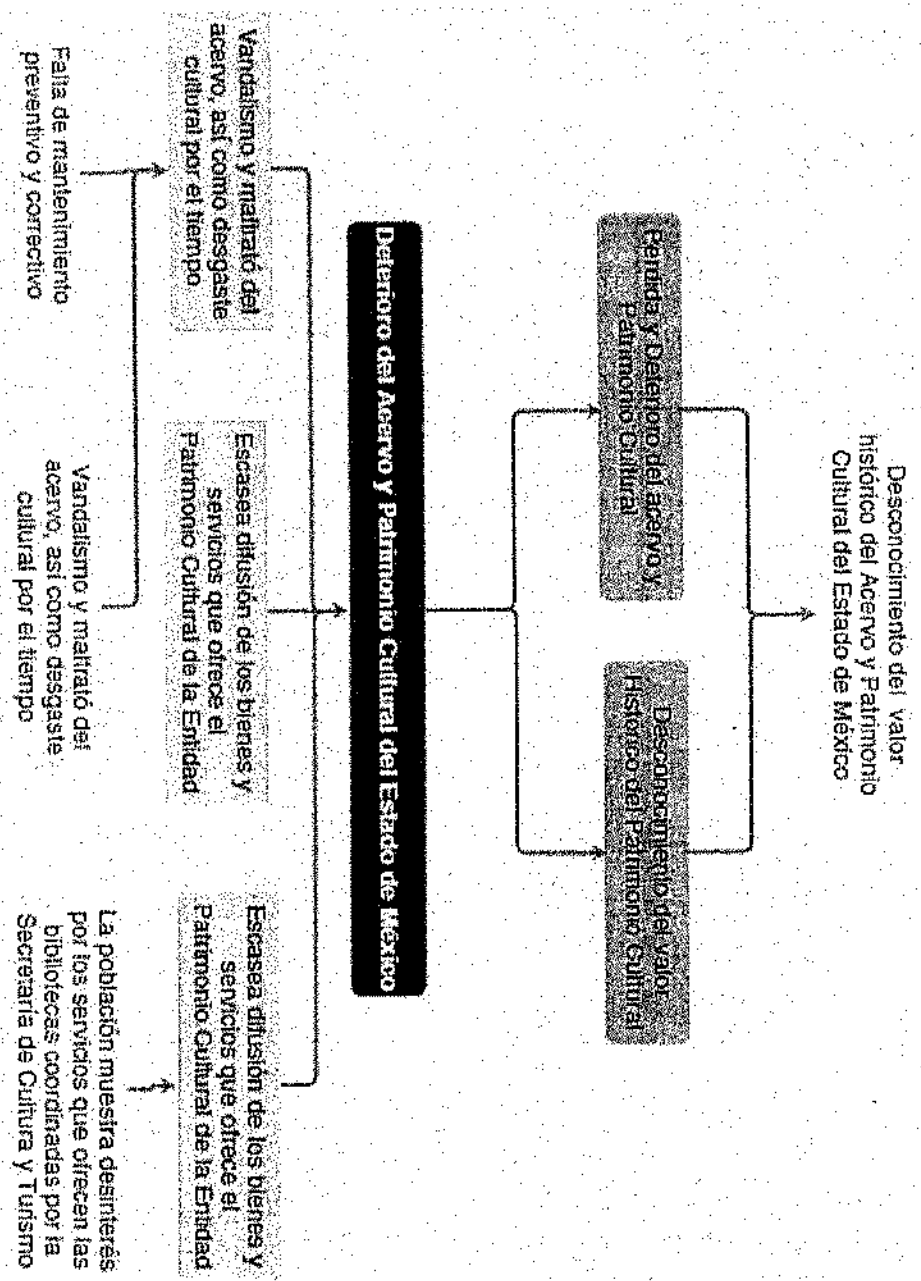 Desconocimiento del valor
histórico del Acervo y Patrimonio
Cultural del Estado de México
Perdida y Deterioro del acervo y
Patrimonio Cultural
Desconocimiento del valor
Histórico del Patrimonio Cultural
Deterioro del Acervo y Patrimonio Cultural del Estado de México
Vandalismo y maltrató del
acervo, así como desgaste
cultural por el tiempo
Escasea difusión de los bienes y
servicios que ofrece el
Patrimonio Cultural de la Entidad
Escasea difusión de los bienes y
servicios que ofrece el
Patrimonio Cultural de la Entidad
Falta de mantenimiento
preventivo y correctivo
Vandalismo y maltrató del
acervo, así como desgaste
cultural por el tiempo
La población muestra desinterés
por los servicios que ofrecen las
bibliotecas coordinadas por la
Secretaría de Cultura y Turismo